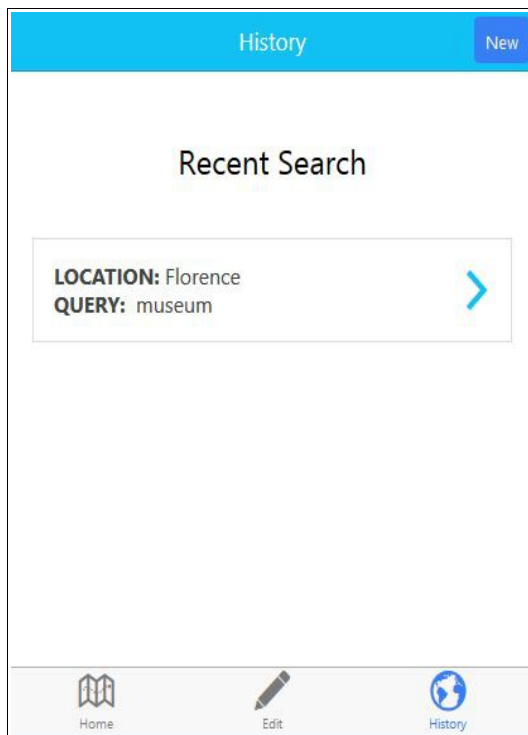 History
New
Recent Search
LOCATION: Florence
QUERY: museum
Home
Edit
History